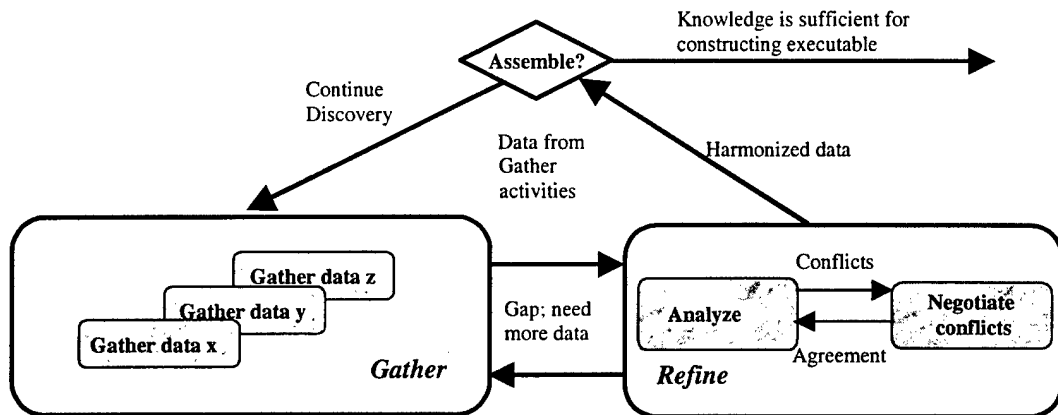 Knowledge is sufficient for
constructing executable
Assemble?
Continue
Discovery
Data from
Gather
activities
Harmonized data
Gather data z
Gather data y
Gather data x
Gather
Gap; need
more data
Conflicts
Analyze
Negotiate
conflicts
Agreement
Refine